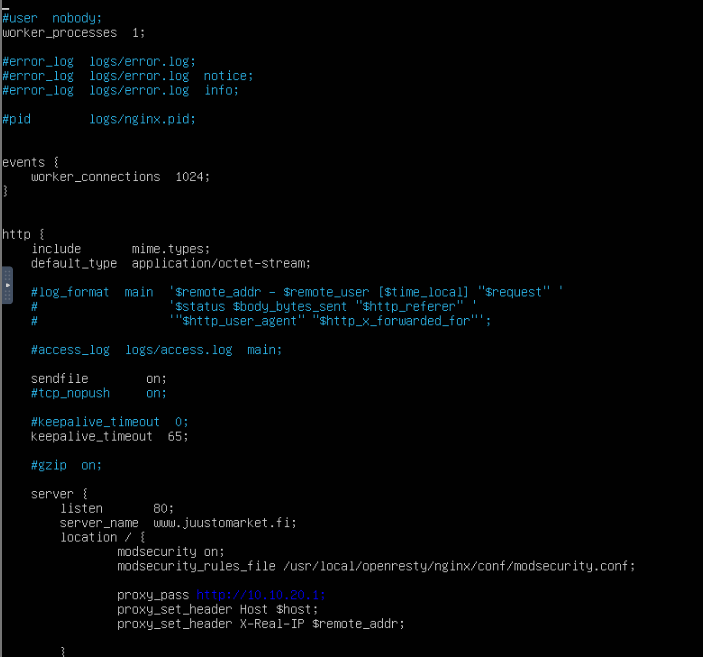 #user  nobody;
worker_processes  1;

#error_log  logs/error.log;
#error_log  logs/error.log  notice;
#error_log  logs/error.log  info;

#pid        logs/nginx.pid;


events {
    worker_connections  1024;
}


http {
    include       mime.types;
    default_type  application/octet-stream;

    #log_format  main  '$remote_addr - $remote_user [$time_local] "$request" '
    #                  '$status $body_bytes_sent "$http_referer" '
    #                  '"$http_user_agent" "$http_x_forwarded_for"';

    #access_log  logs/access.log  main;

    sendfile        on;
    #tcp_nopush     on;

    #keepalive_timeout  0;
    keepalive_timeout  65;

    #gzip  on;

    server {
        listen       80;
        server_name  www.juustomarket.fi;
        location / {
                modsecurity on;
                modsecurity_rules_file /usr/local/openresty/nginx/conf/modsecurity.conf;

                proxy_pass http://10.10.20.1;
                proxy_set_header Host $host;
                proxy_set_header X-Real-IP $remote_addr;

        }